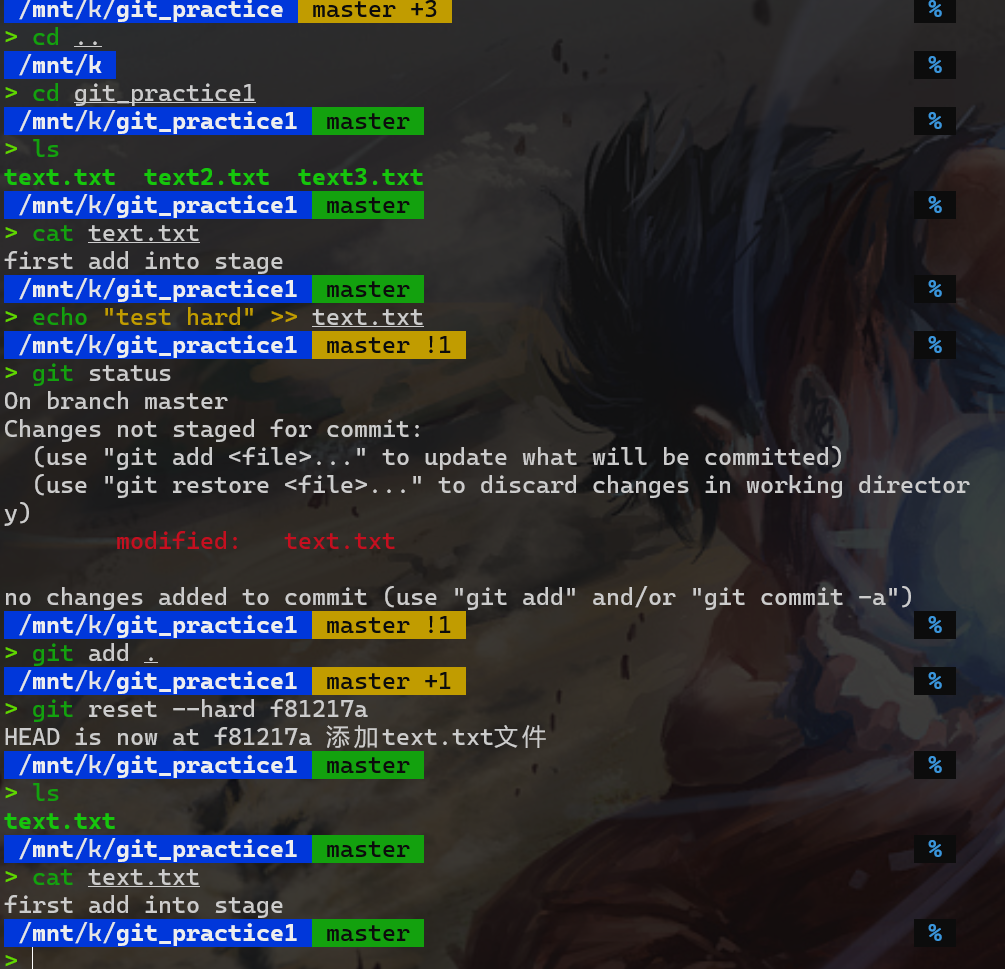 /mnt/k/git_practice master +3 %
> cd ..
/mnt/k %
> cd git_practice1
/mnt/k/git_practice1 master %
> ls
text.txt text2.txt text3.txt
/mnt/k/git_practice1 master %
> cat text.txt
first add into stage
/mnt/k/git_practice1 master %
> echo "test hard" >> text.txt
/mnt/k/git_practice1 master !1 %
> git status
On branch master
Changes not staged for commit:
(use "git add <file>..." to update what will be committed)
(use "git restore <file>..." to discard changes in working director
y)
modified: text.txt
no changes added to commit (use "git add" and/or "git commit -a")
/mnt/k/git_practice1 master !1 %
> git add .
/mnt/k/git_practice1 master +1 %
> git reset --hard f81217a
HEAD is now at f81217a 添加text.txt文件
/mnt/k/git_practice1 master %
> ls
text.txt
/mnt/k/git_practice1 master %
> cat text.txt
first add into stage
/mnt/k/git_practice1 master %
>